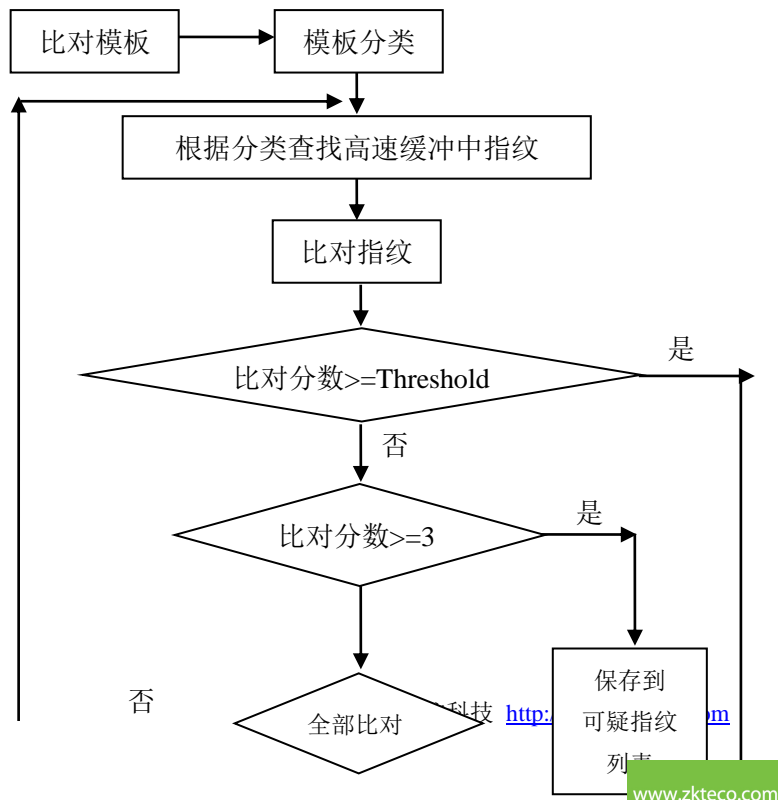 比对模板
模板分类
根据分类查找高速缓冲中指纹
比对指纹
比对分数>=Threshold
是
否
比对分数>=3
是
保存到
可疑指纹
列表
否
全部比对
科技 http:/
om
www.zkteco.com